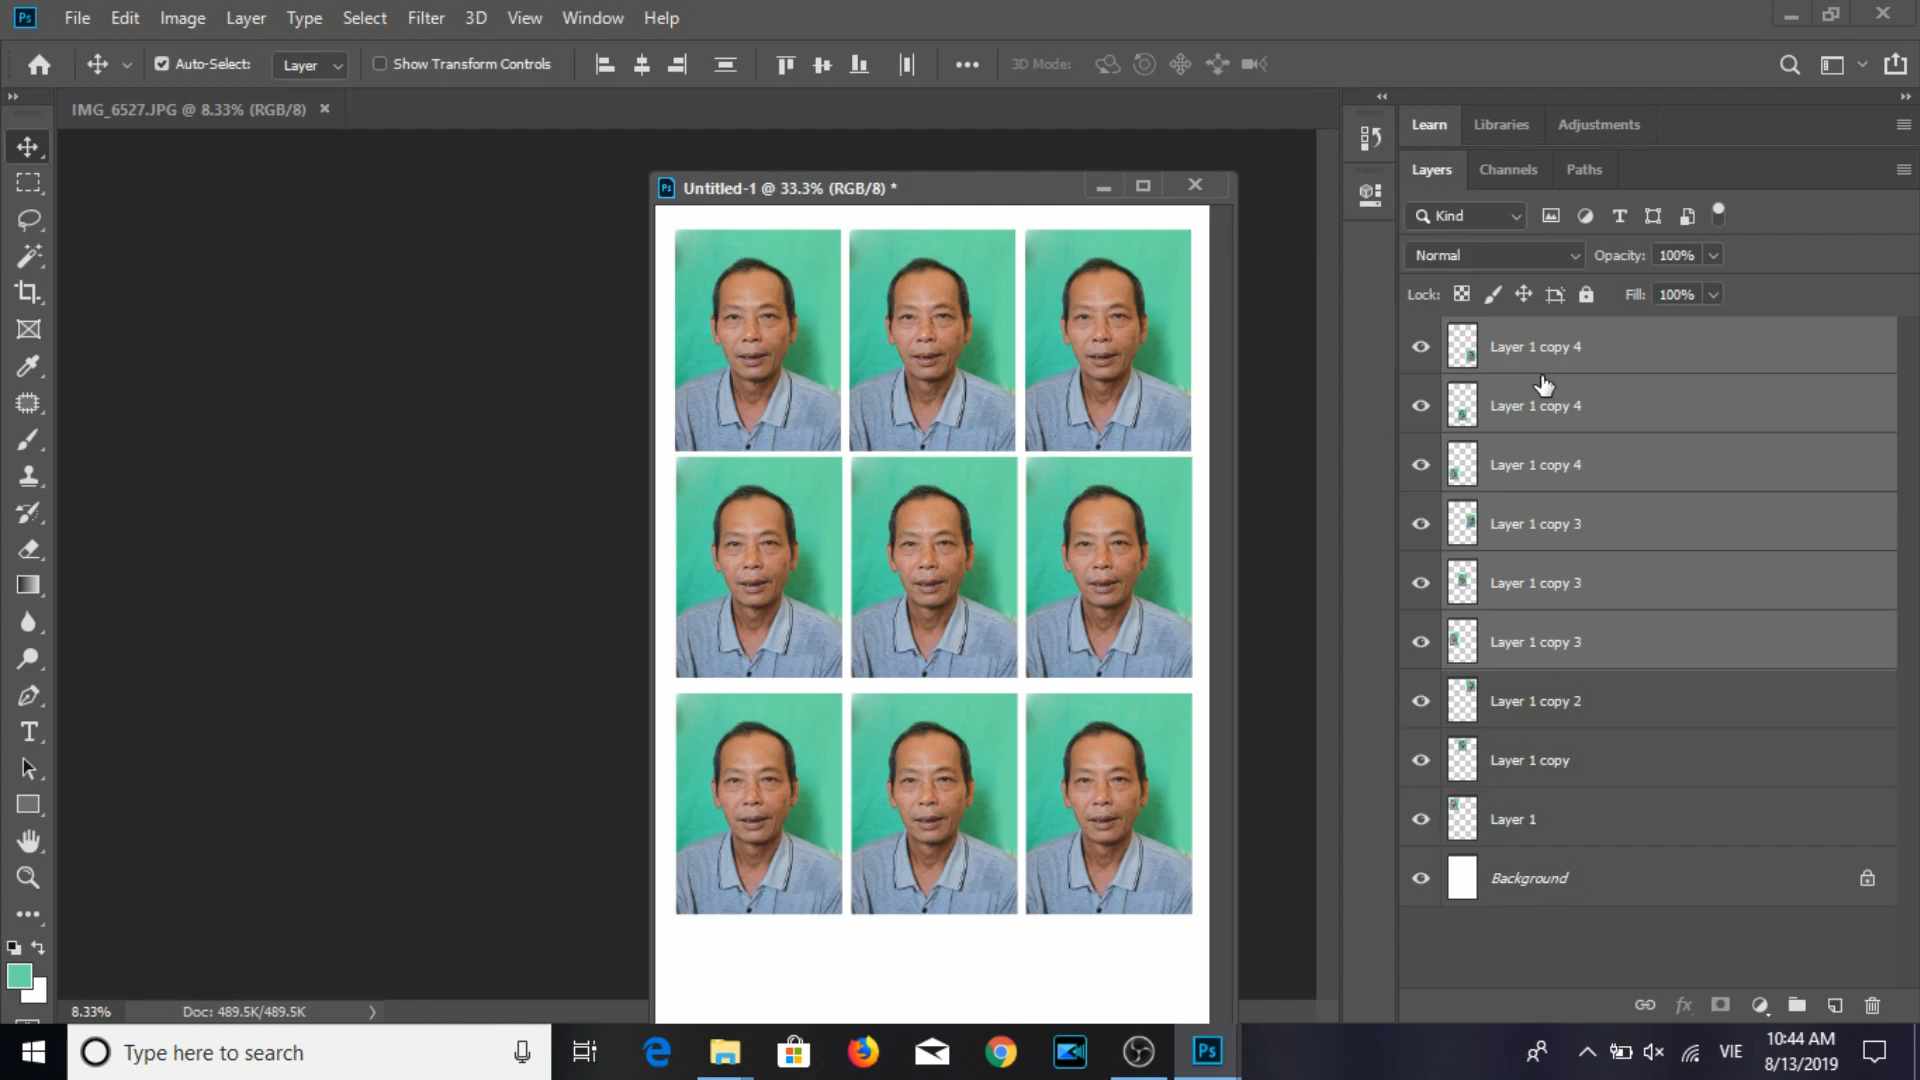 Ps File Edit Image Layer Type Select Filter 3D View Window Help
Auto-Select: Layer Show Transform Controls 3D Mode:
IMG_6527.JPG @ 8.33% (RGB/8)
Learn Libraries Adjustments
Layers Channels Paths
Ps Untitled-1 @ 33.3% (RGB/8) *
Kind
Normal Opacity: 100%
Lock: Fill: 100%
Layer 1 copy 4
Layer 1 copy 4
Layer 1 copy 4
Layer 1 copy 3
Layer 1 copy 3
Layer 1 copy 3
Layer 1 copy 2
Layer 1 copy
Layer 1
Background
8.33% Doc: 489.5K/489.5K
Type here to search
Ps
VIE
10:44 AM
8/13/2019